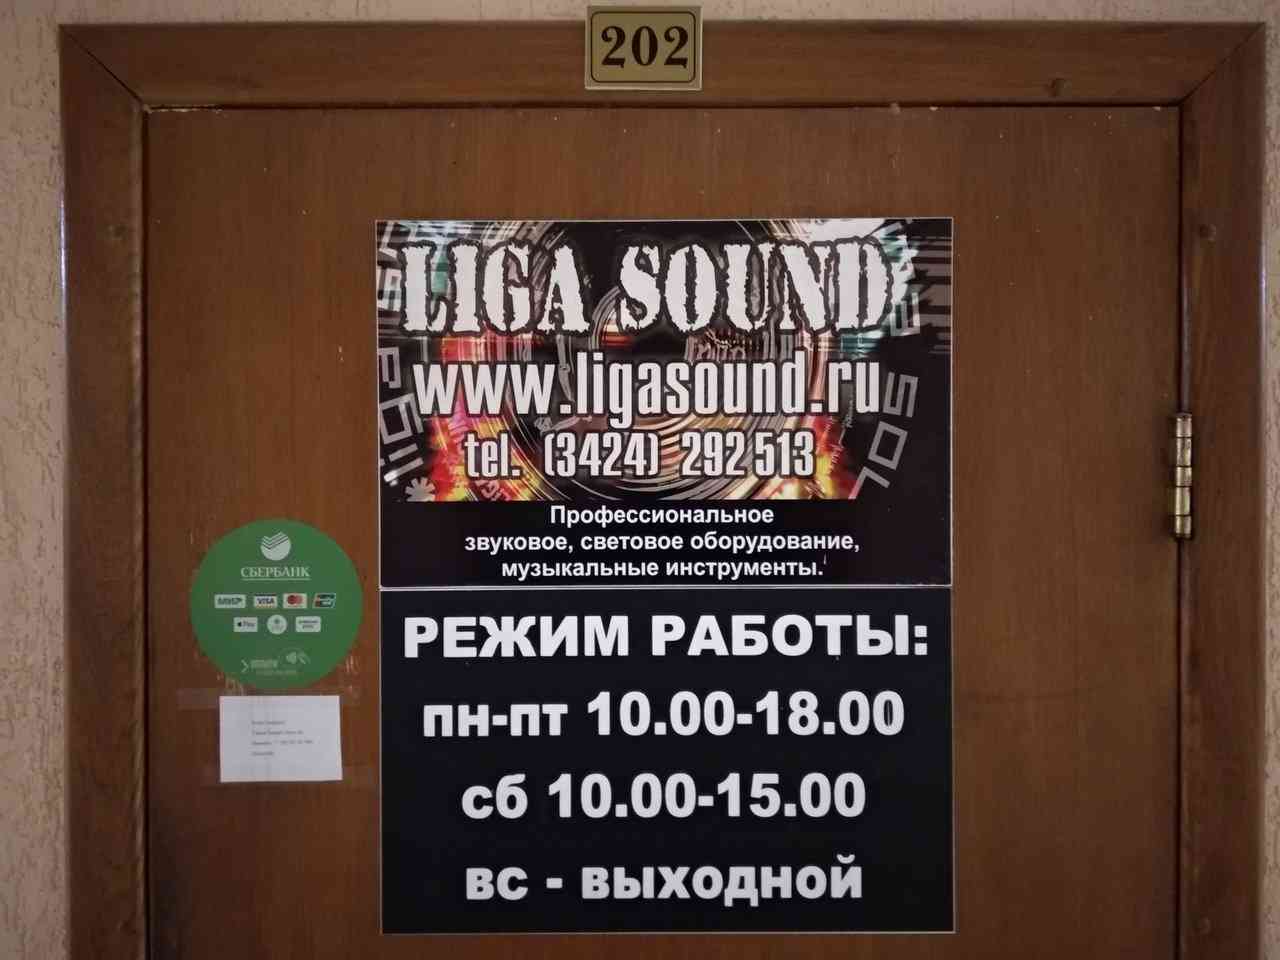 202
LIGA SOUND
www.ligasound.ru
tel. (3424) 292 513
Профессиональное
звуковое, световое оборудование,
музыкальные инструменты.
РЕЖИМ РАБОТЫ:
пн-пт 10.00-18.00
сб 10.00-15.00
вс - выходной
СБЕРБАНК
МИР VISA
Pay